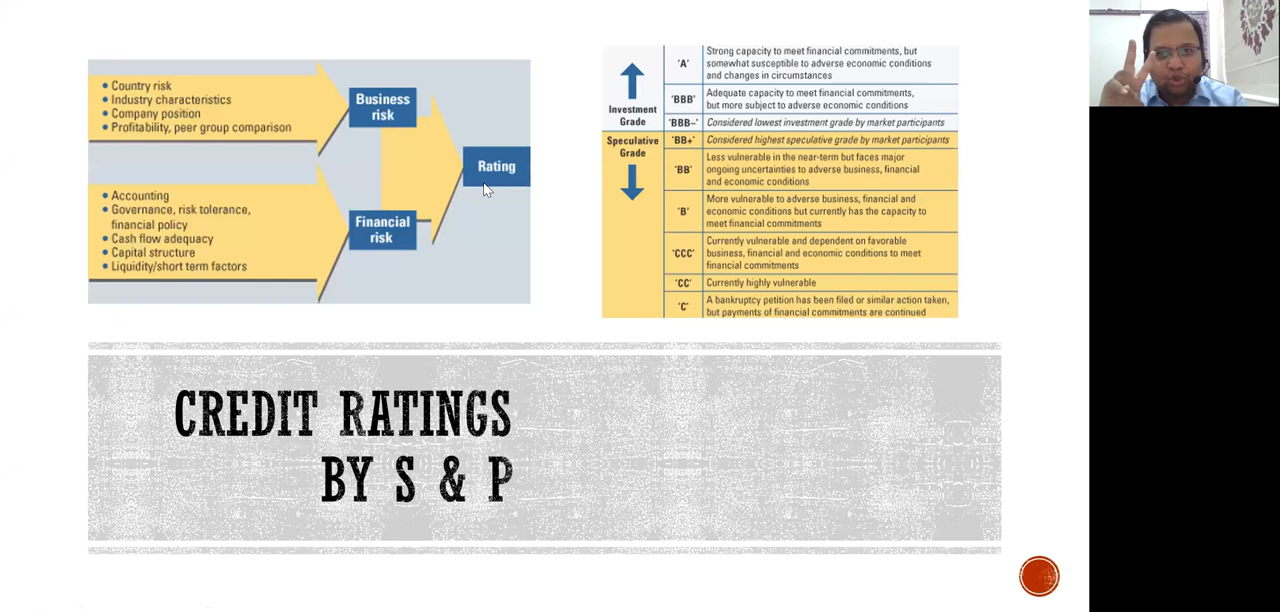 • Country risk
• Industry characteristics
• Company position
• Profitability, peer group comparison
Business
risk
• Accounting
• Governance, risk tolerance,
financial policy
• Cash flow adequacy
• Capital structure
• Liquidity/short term factors
Financial
risk
Rating
Investment
Grade
Speculative
Grade
'A'
Strong capacity to meet financial commitments, but
somewhat susceptible to adverse economic conditions
and changes in circumstances
'BBB'
Adequate capacity to meet financial commitments,
but more subject to adverse economic conditions
'BBB–'
Considered lowest investment grade by market participants
'BB+'
Considered highest speculative grade by market participants
'BB'
Less vulnerable in the near-term but faces major
ongoing uncertainties to adverse business, financial
and economic conditions
'B'
More vulnerable to adverse business, financial and
economic conditions but currently has the capacity to
meet financial commitments
'CCC'
Currently vulnerable and dependent on favorable
business, financial and economic conditions to meet
financial commitments
'CC'
Currently highly vulnerable
'C'
A bankruptcy petition has been filed or similar action taken,
but payments of financial commitments are continued
CREDIT RATINGS
BY S & P